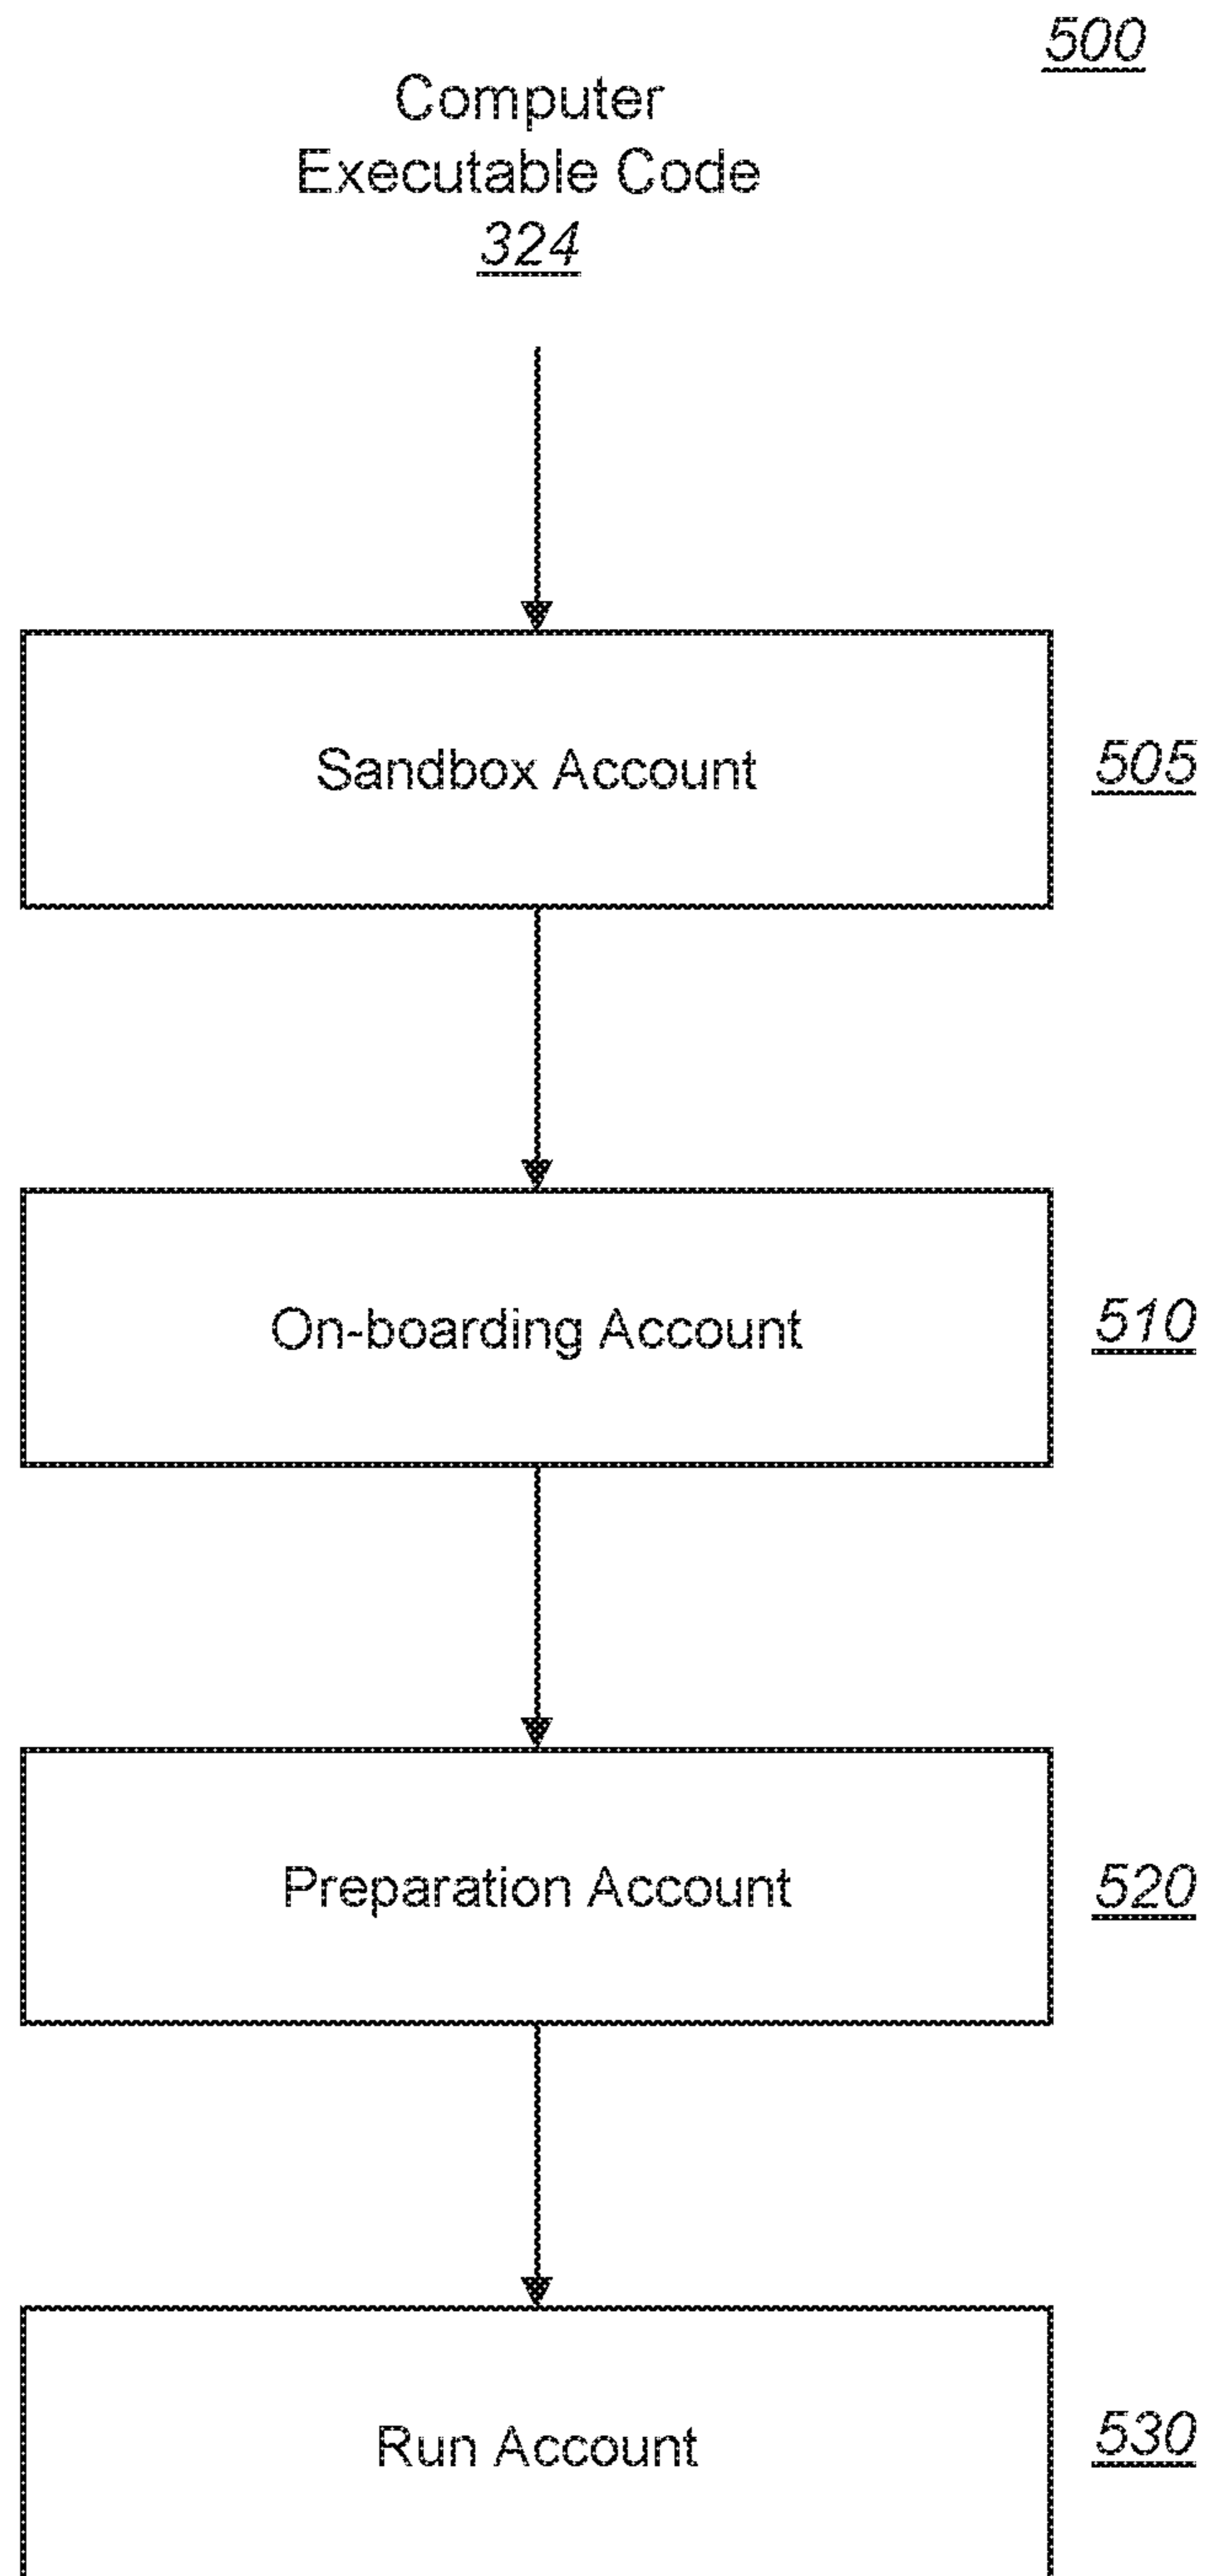 500
Computer
Executable Code
324
Sandbox Account
505
On-boarding Account
510
Preparation Account
520
Run Account
530